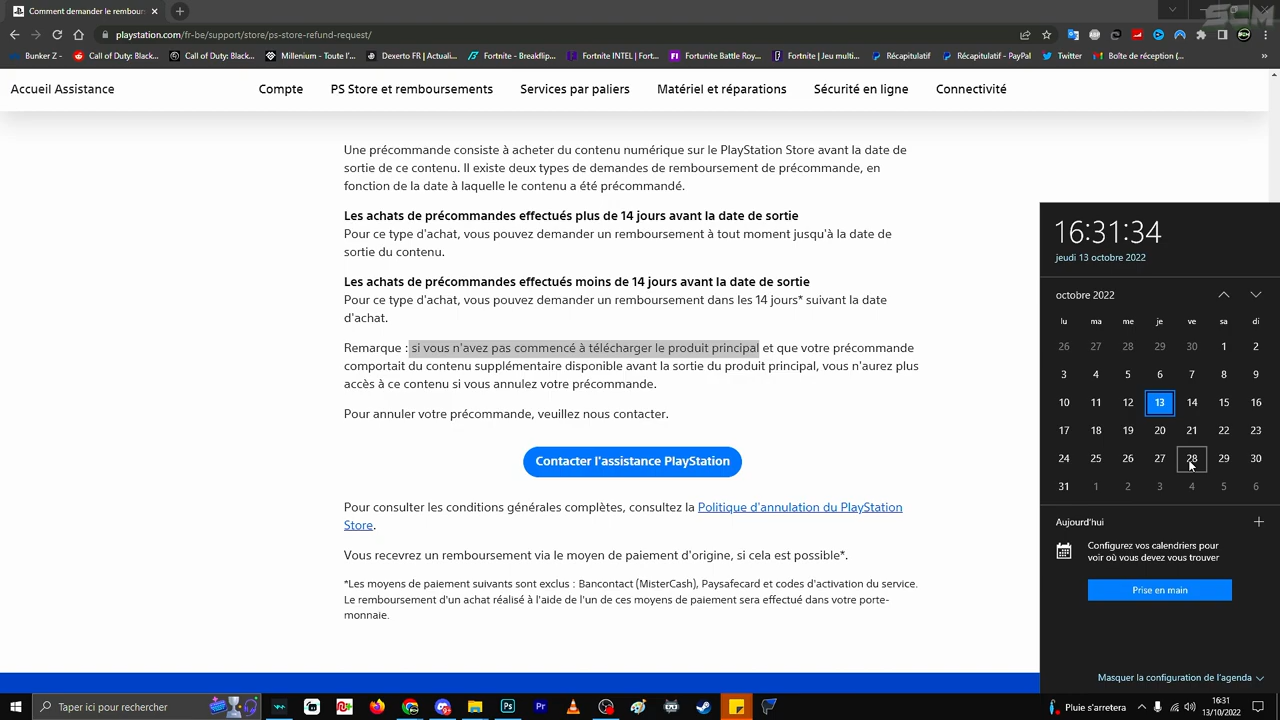 Comment demander le rembour
SCM
playstation.com/fr-be/support/store/ps-store-refund-request/
Bunker Z -
Call of Duty: Black...
Millenium - Toute l'...
Dexerto FR | Actuali...
Fortnite - Breakflip...
Fortnite INTEL | Fort...
Fortunite Battle Roy...
Fortnite | Jeu multi...
Récapitulatif
Récapitulatif - PayPal
Twitter
Boîte de réception (...
Accueil Assistance
Compte
PS Store et remboursements
Services par paliers
Matériel et réparations
Sécurité en ligne
Connectivité
Une précommande consiste à acheter du contenu numérique sur le PlayStation Store avant la date de
sortie de ce contenu. Il existe deux types de demandes de remboursement de précommande, en
fonction de la date à laquelle le contenu a été précommandé.
Les achats de précommandes effectués plus de 14 jours avant la date de sortie
Pour ce type d'achat, vous pouvez demander un remboursement à tout moment jusqu'à la date de
sortie du contenu.
Les achats de précommandes effectués moins de 14 jours avant la date de sortie
Pour ce type d'achat, vous pouvez demander un remboursement dans les 14 jours* suivant la date
d'achat.
Remarque : si vous n'avez pas commencé à télécharger le produit principal et que votre précommande
comportait du contenu supplémentaire disponible avant la sortie du produit principal, vous n'aurez plus
accès à ce contenu si vous annulez votre précommande.
Pour annuler votre précommande, veuillez nous contacter.
Contacter l'assistance PlayStation
Pour consulter les conditions générales complètes, consultez la Politique d'annulation du PlayStation
Store.
Vous recevrez un remboursement via le moyen de paiement d'origine, si cela est possible*.
*Les moyens de paiement suivants sont exclus : Bancontact (MisterCash), Paysafecard et codes d'activation du service.
Le remboursement d'un achat réalisé à l'aide de l'un de ces moyens de paiement sera effectué dans votre porte-
monnaie.
16:31:34
jeudi 13 octobre 2022
octobre 2022
lu ma me je ve sa di
26 27 28 29 30 1 2
3 4 5 6 7 8 9
10 11 12 13 14 15 16
17 18 19 20 21 22 23
24 25 26 27 28 29 30
31 1 2 3 4 5 6
Aujourd'hui
Configurez vos calendriers pour
voir où vous devez vous trouver
Prise en main
Masquer la configuration de l'agenda
Taper ici pour rechercher
Pluie s'arretera
16:31
13/10/2022